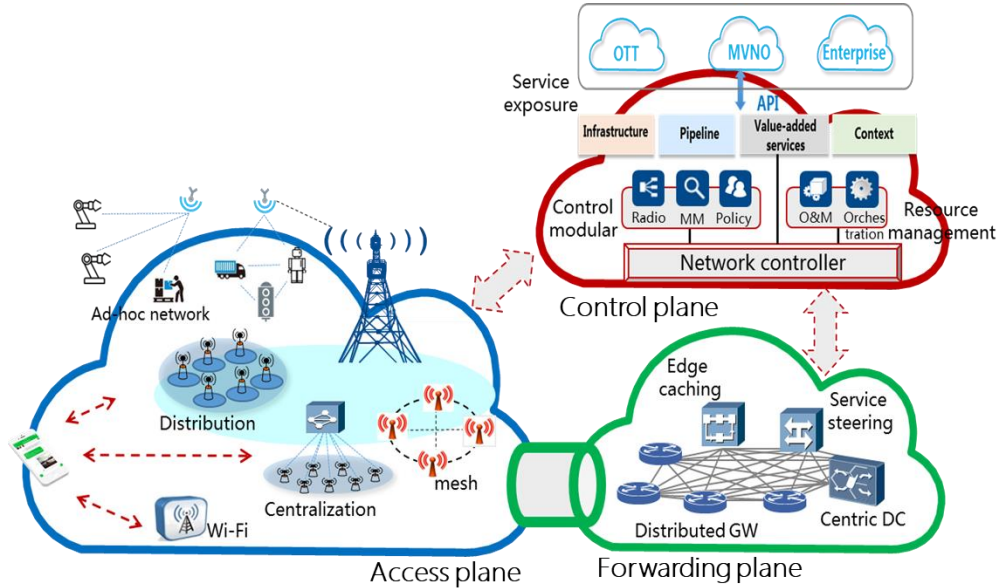 OTT
MVNO
Enterprise
Service
exposure
API
Infrastructure
Pipeline
Value-added
services
Context
Control
modular
Radio
MM
Policy
O&M
Orches
tration
Resource
management
Network controller
Control plane
Ad-hoc network
Distribution
Centralization
mesh
Wi-Fi
Access plane
Edge
caching
Service
steering
Distributed GW
Centric DC
Forwarding plane